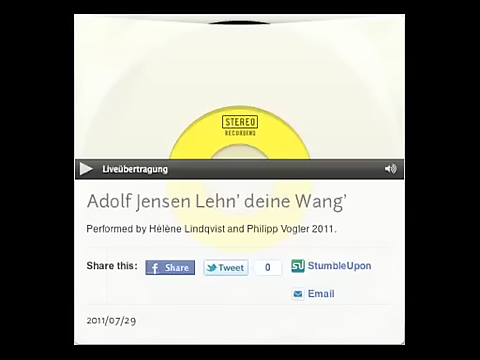 STEREO
RECORDING
Liveübertragung
Adolf Jensen Lehn' deine Wang'
Performed by Hélène Lindqvist and Philipp Vogler 2011.
Share this: Share Tweet 0 StumbleUpon
Email
2011/07/29